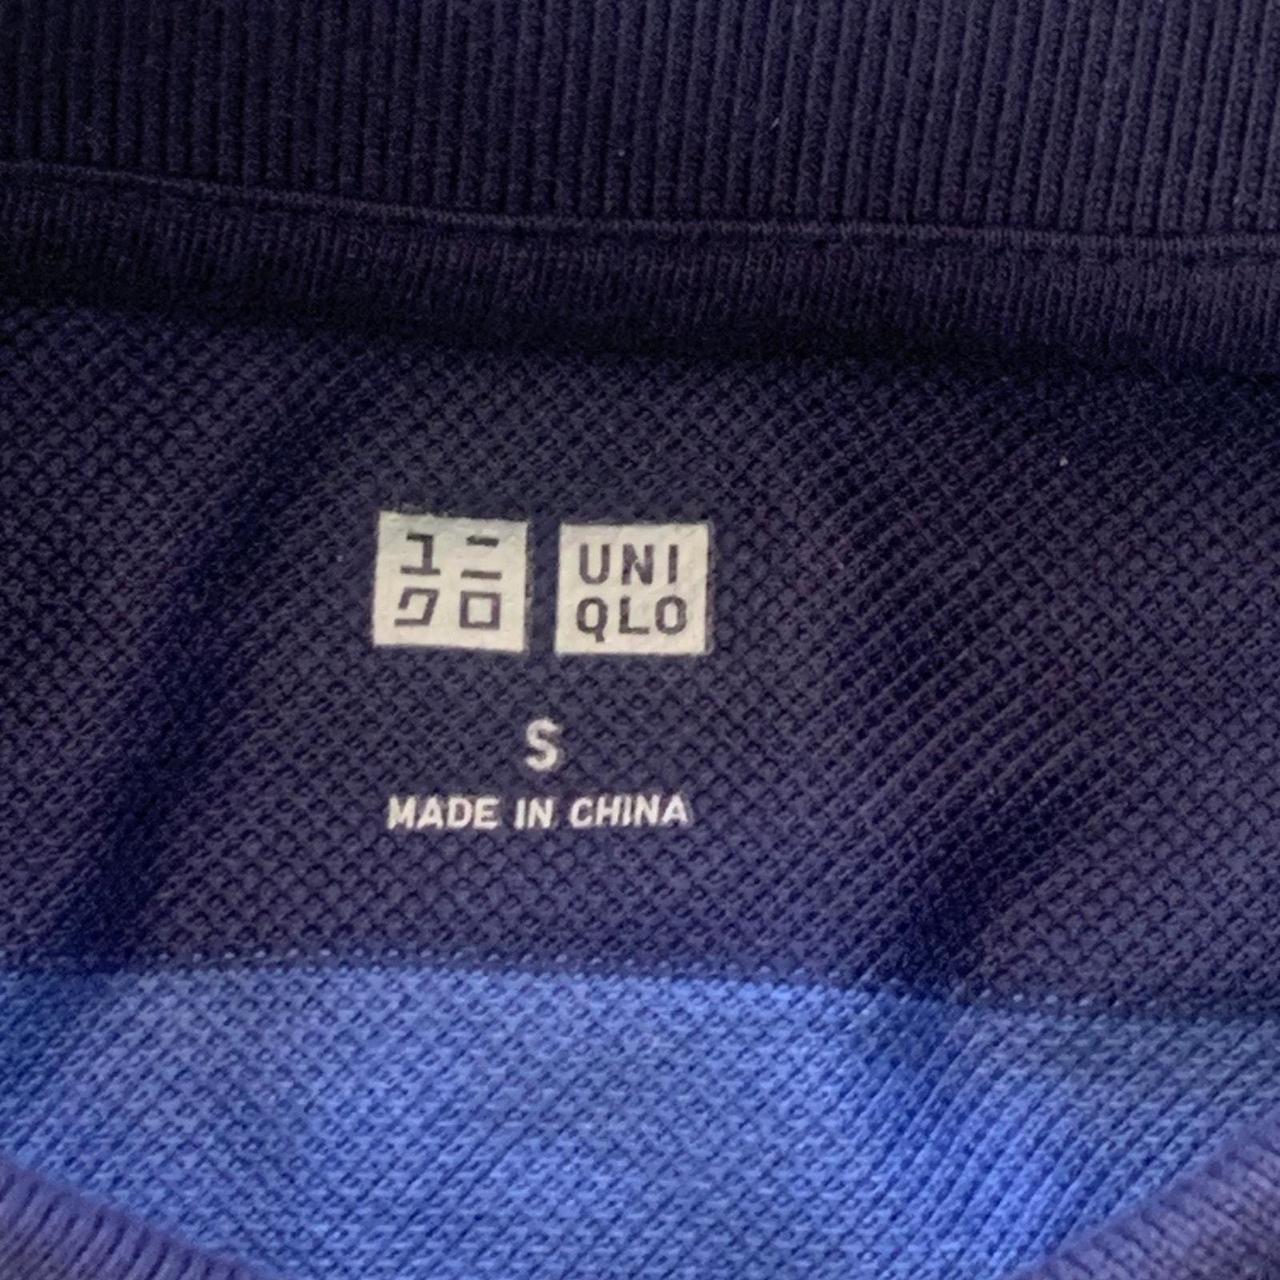 ユニ
クロ
UNI
QLO
S
MADE IN CHINA